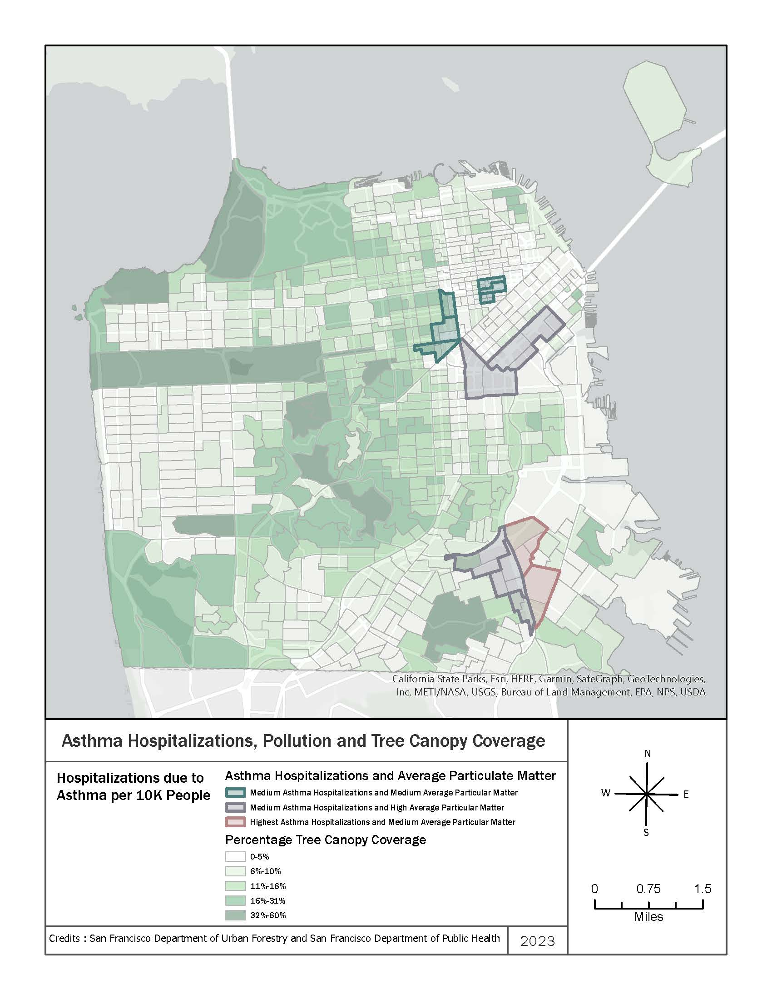 California State Parks, Esri, HERE, Garmin, SafeGraph, GeoTechnologies,
Inc, METI/NASA, USGS, Bureau of Land Management, EPA, NPS, USDA
Asthma Hospitalizations, Pollution and Tree Canopy Coverage
Hospitalizations due to
Asthma per 10K People
Asthma Hospitalizations and Average Particulate Matter
Medium Asthma Hospitalizations and Medium Average Particular Matter
Medium Asthma Hospitalizations and High Average Particular Matter
Highest Asthma Hospitalizations and Medium Average Particular Matter
Percentage Tree Canopy Coverage
0-5%
6%-10%
11%-16%
16%-31%
32%-60%
N
W
E
S
0 0.75 1.5
Miles
Credits : San Francisco Department of Urban Forestry and San Francisco Department of Public Health
2023